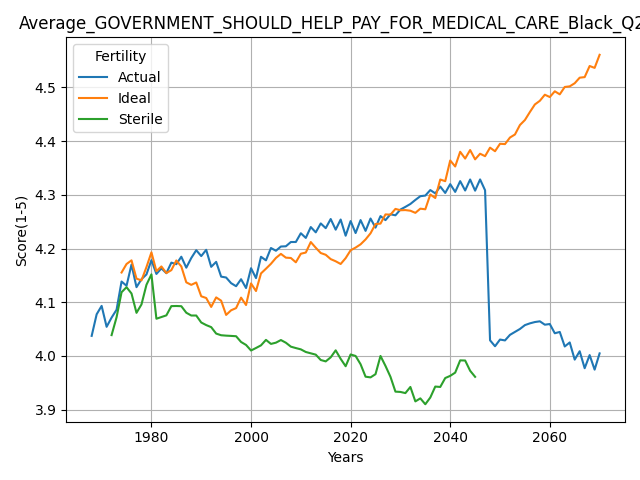 Average_GOVERNMENT_SHOULD_HELP_PAY_FOR_MEDICAL_CARE_Black_Q2
Fertility
Actual
Ideal
Sterile
Score(1-5)
4.5
4.4
4.3
4.2
4.1
4.0
3.9
1980 2000 2020 2040 2060
Years